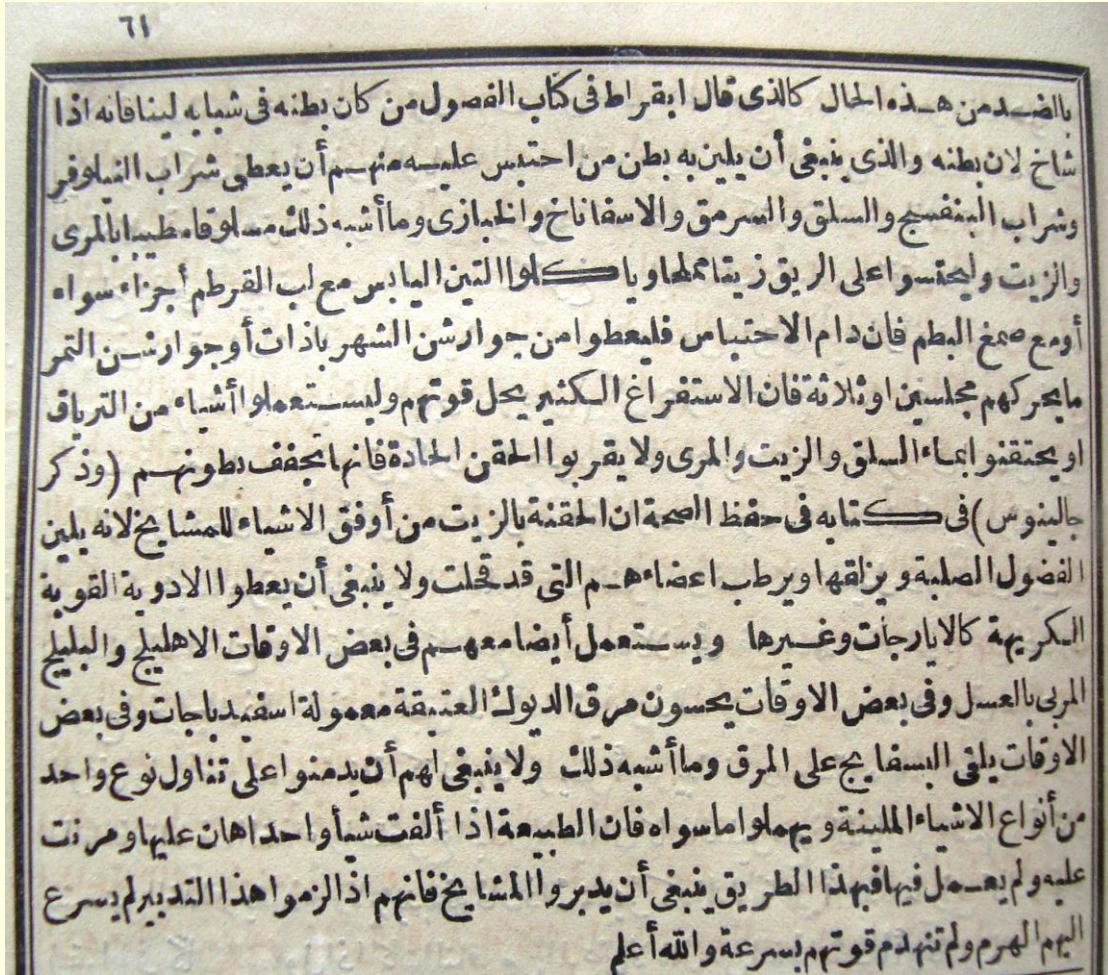 ٦١
بالضد من هذه الحال كالذى قال ابقراط فى كتاب الفصول من كان بطنه فى شبابه لينا فانه اذا
شاخ لان بطنه والذى ينبغى أن يلين به بطن من احتبس عليه منهم أن يعطى شراب النيلوفر
وشراب البنفسج والسلق والسرمق والاسفاناخ والخبازى وما أشبه ذلك مسلوقا مطيبا بالمرى
والزيت وليحتسوا على الريق زيتا مملحا وياكلوا التين اليابس مع لب القرطم أجزاء سواء
أو مع صمغ البطم فان دام الاحتباس فليعطوا من جوارشن الشهرباذات أو جوارشن التمر
ما يحركهم مجلسين او ثلاثة فان الاستفراغ الكثير يحل قوتهم وليستعملوا أشياء من الترياق
او يحتقنوا بماء السلق والزيت والمرى ولا يقربوا الحقن الحادة فانها تجفف بطونهم (وذكر
جالينوس) فى كتابه فى حفظ الصحة ان الحقنة بالزيت من أوفق الاشياء للمشايخ لانه يلين
الفضول الصلبة ويزلقها ويرطب اعضاءهم التى قد قحلت ولا ينبغى أن يعطوا الادوية القوية
الكريهة كالايارجات وغيرها ويستعمل أيضا معهم فى بعض الاوقات الاهليلج والبليلج
المربى بالعسل وفى بعض الاوقات يحسون مرق الديوك العتيقة معمولة اسفيدباجات وفى بعض
الاوقات يلقى البسفايج على المرق وما أشبه ذلك ولا ينبغى لهم أن يدمنوا على تناول نوع واحد
من أنواع الاشياء الملينة ويهملوا ما سواه فان الطبيعة اذا ألفت شيأ واحدا هان عليها ومرنت
عليه ولم يعمل فيها فبهذا الطريق ينبغى أن يدبروا المشايخ فانهم اذا لزموا هذا التدبير لم يسرع
اليهم الهرم ولم تنهدم قوتهم بسرعة والله أعلم